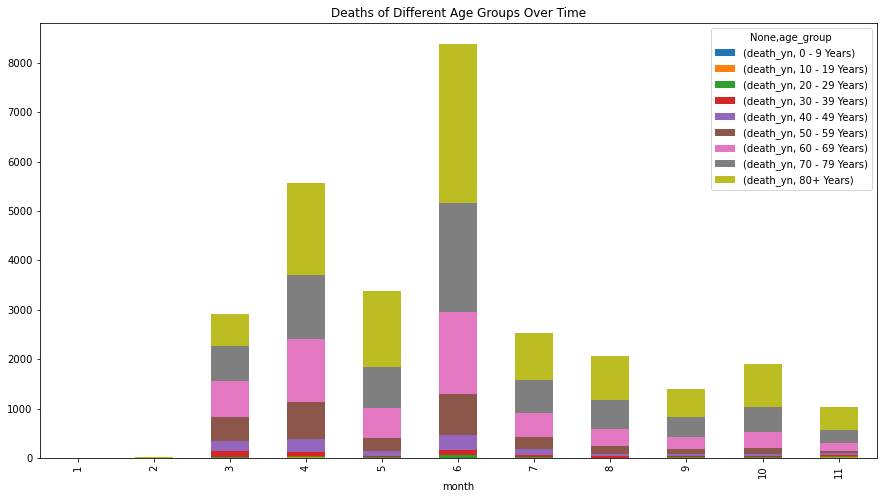 Deaths of Different Age Groups Over Time
None,age_group
(death_yn, 0 - 9 Years)
(death_yn, 10 - 19 Years)
(death_yn, 20 - 29 Years)
(death_yn, 30 - 39 Years)
(death_yn, 40 - 49 Years)
(death_yn, 50 - 59 Years)
(death_yn, 60 - 69 Years)
(death_yn, 70 - 79 Years)
(death_yn, 80+ Years)
8000
7000
6000
5000
4000
3000
2000
1000
0
1 2 3 4 5 6 7 8 9 10 11
month